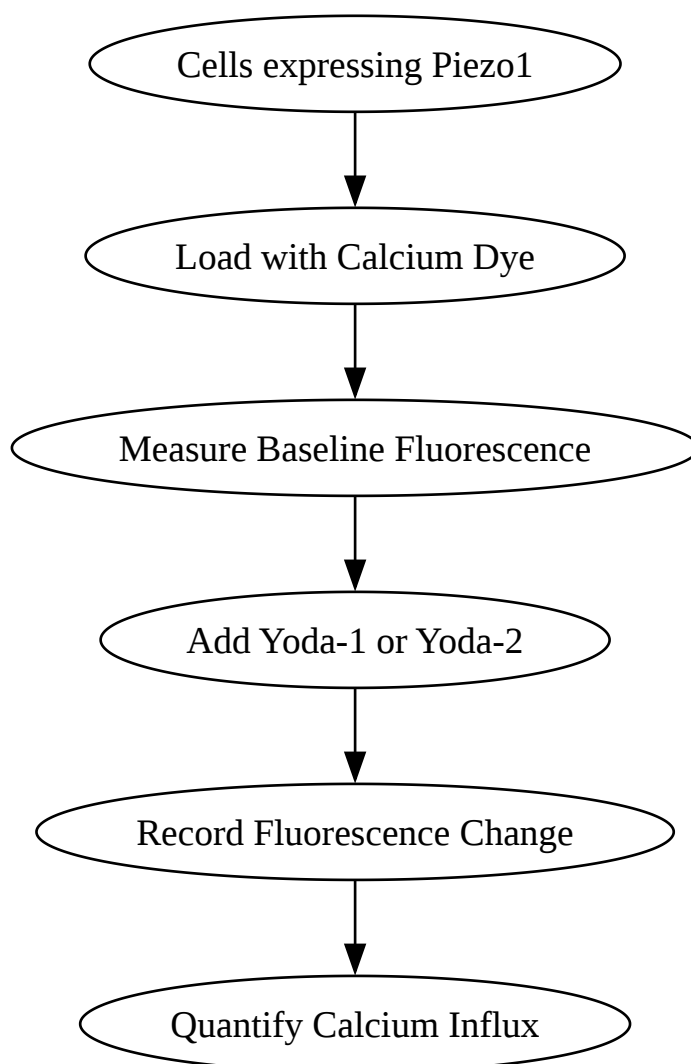 Cells expressing Piezo1
Load with Calcium Dye
Measure Baseline Fluorescence
Add Yoda-1 or Yoda-2
Record Fluorescence Change
Quantify Calcium Influx